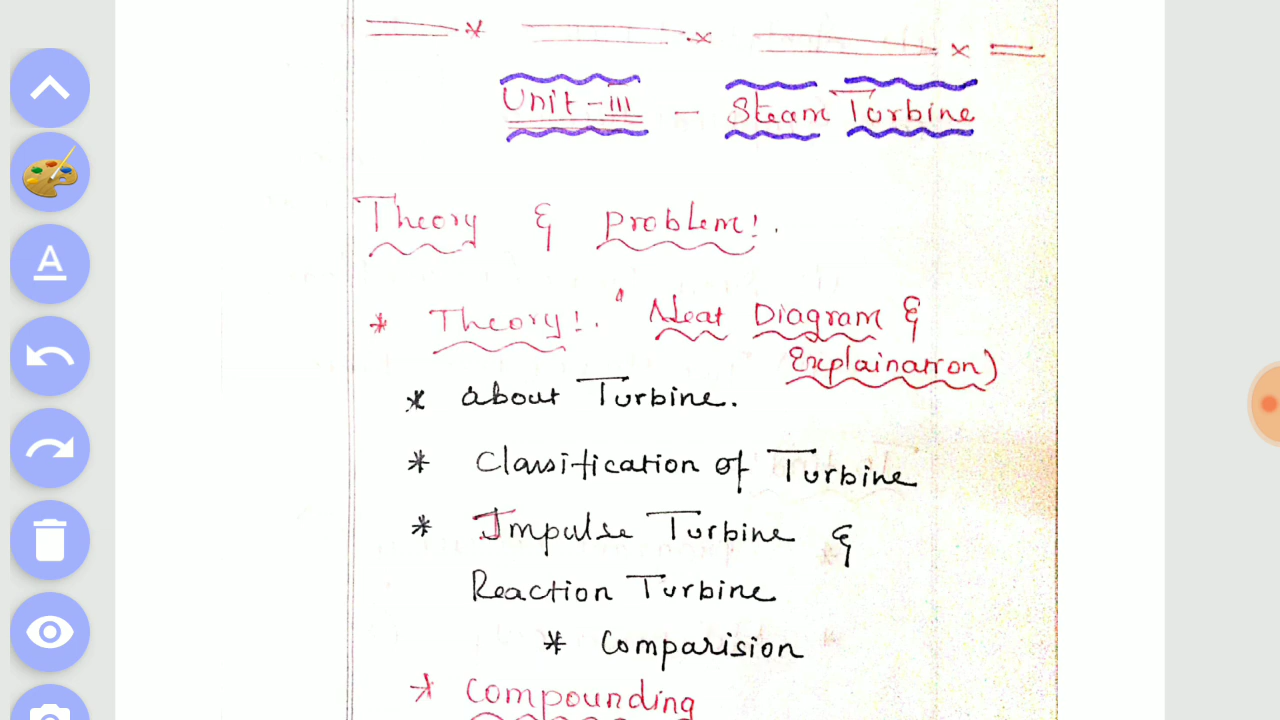 Unit - III - Steam Turbine
Theory & Problem:.
* Theory:. "Neat Diagram &
Explaination)
* about Turbine.
* Classification of Turbine
* Impulse Turbine &
Reaction Turbine
* Comparision
* Compounding
A